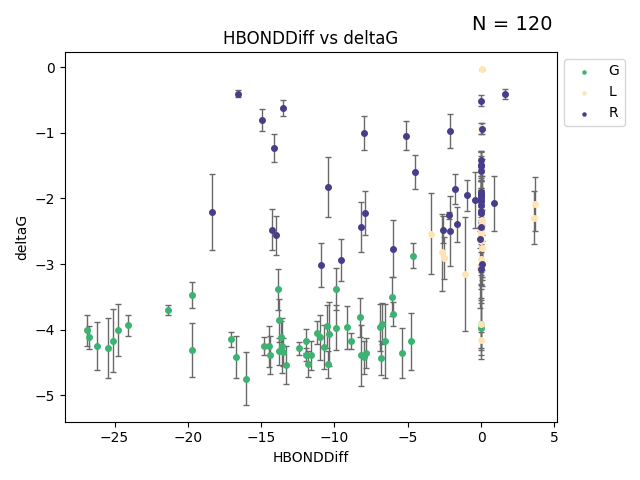 N = 120
HBONDDiff vs deltaG
G
L
R
deltaG
0
−1
−2
−3
−4
−5
−25
−20
−15
−10
−5
0
5
HBONDDiff